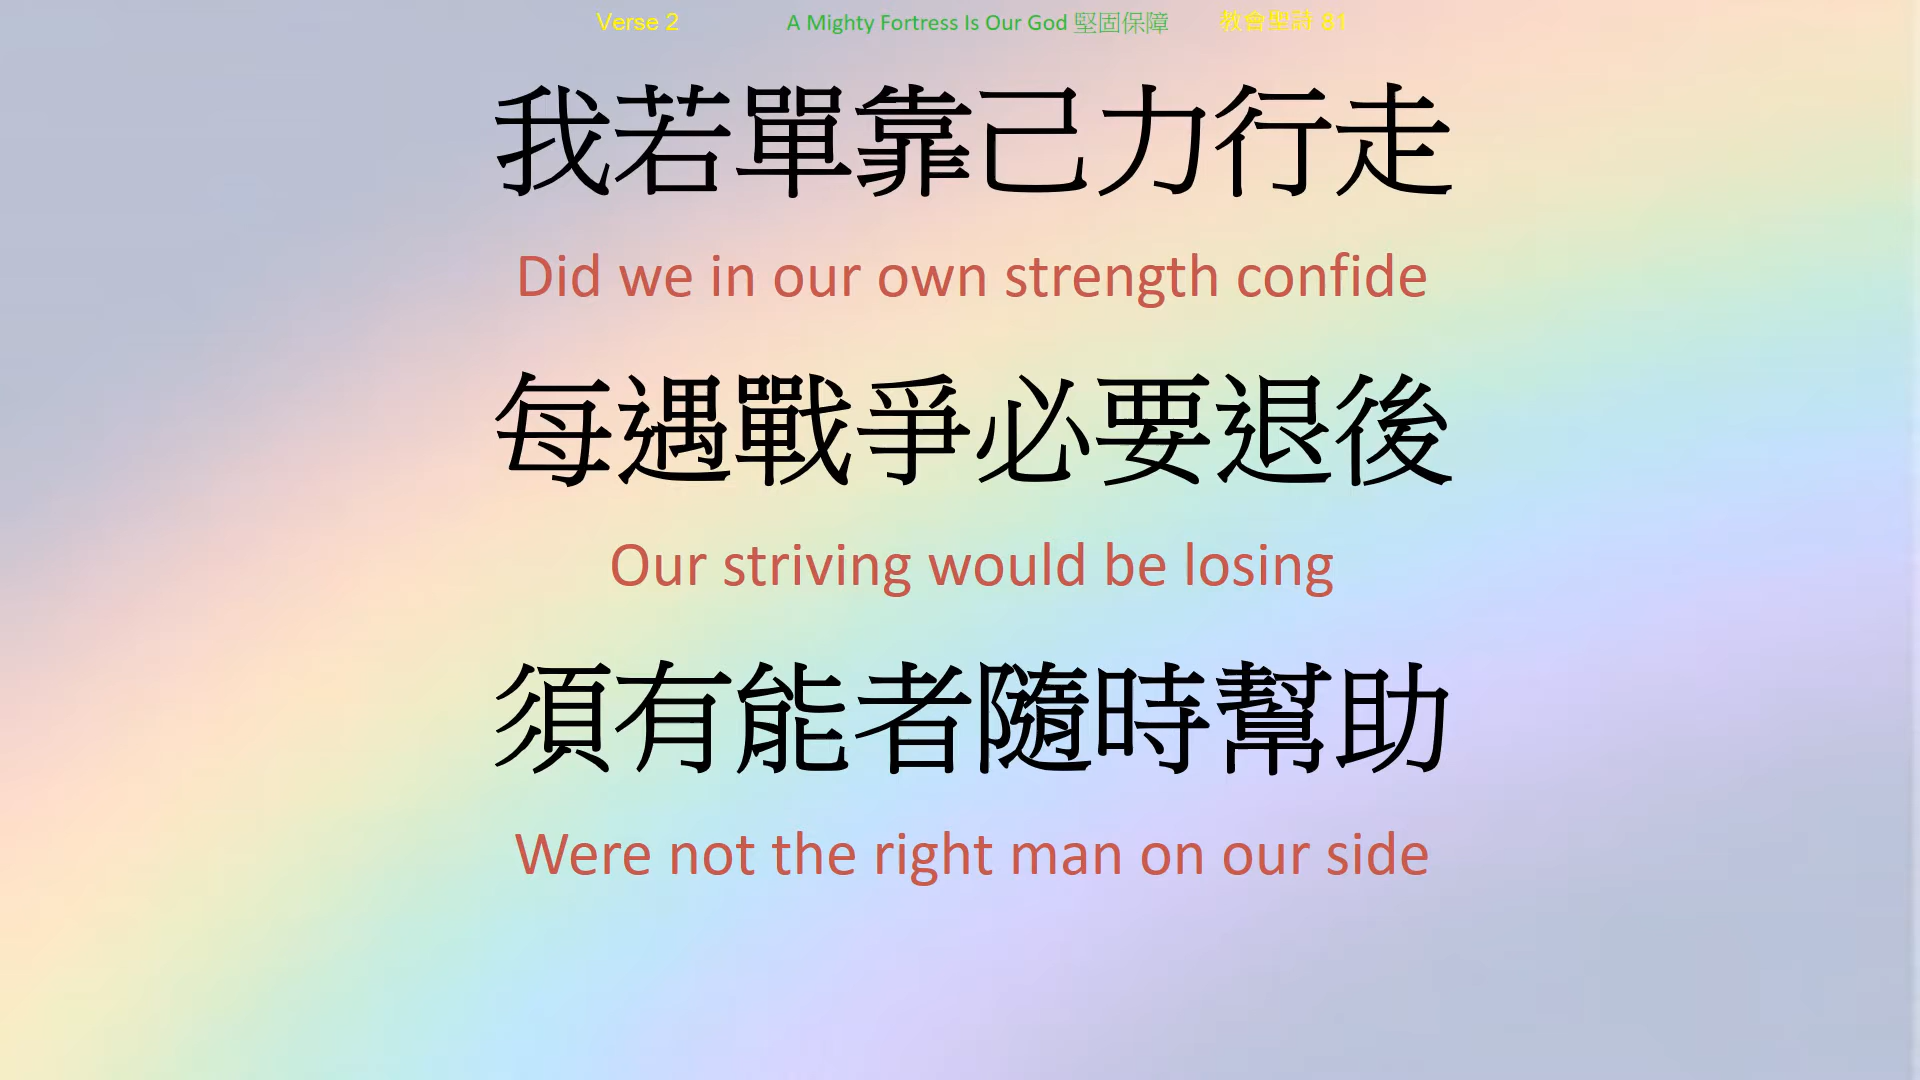 Verse 2 A Mighty Fortress Is Our God 堅固保障 教會聖詩 81
我若單靠己力行走
Did we in our own strength confide
每遇戰爭必要退後
Our striving would be losing
須有能者隨時幫助
Were not the right man on our side